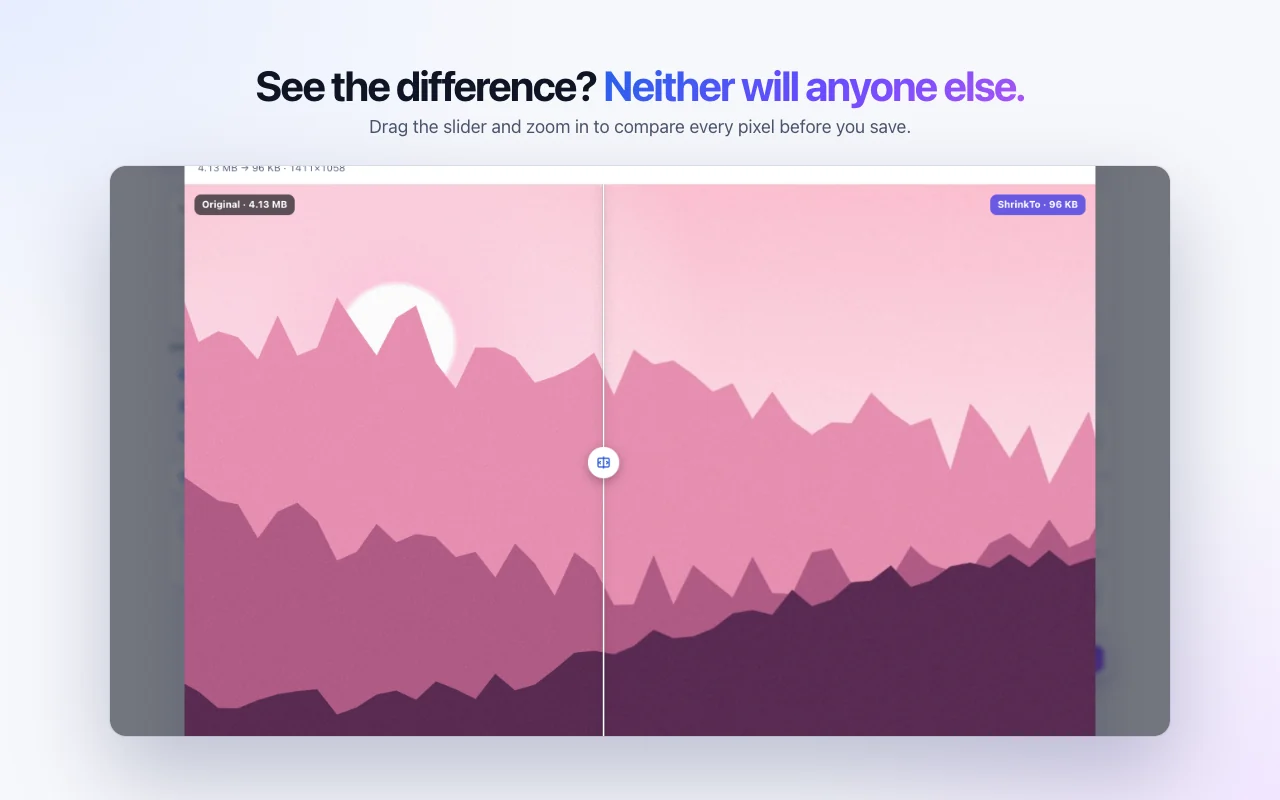 See the difference? Neither will anyone else.
Drag the slider and zoom in to compare every pixel before you save.
4.13 MB → 96 KB · 1411×1058
Original · 4.13 MB
ShrinkTo · 96 KB